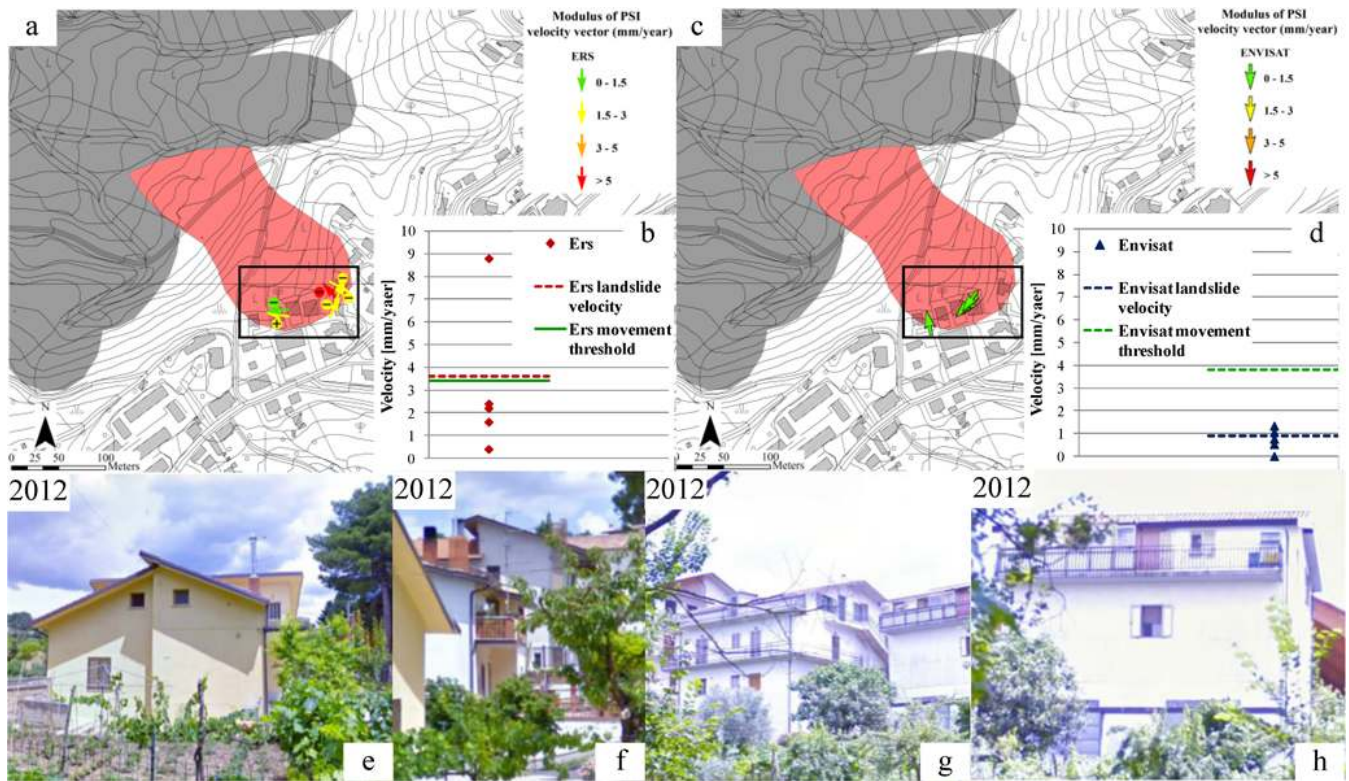 a
Modulus of PSI
velocity vector (mm/year)
ERS
0 - 1.5
1.5 - 3
3 - 5
> 5
N
0 25 50 100
Meters
b
10
9
8
7
6
5
4
3
2
1
0
Velocity [mm/yaer]
Ers
Ers landslide
velocity
Ers movement
threshold
c
Modulus of PSI
velocity vector (mm/year)
ENVISAT
0 - 1.5
1.5 - 3
3 - 5
> 5
N
0 25 50 100
Meters
d
10
9
8
7
6
5
4
3
2
1
0
Velocity [mm/yaer]
Envisat
Envisat landslide
velocity
Envisat movement
threshold
2012
e
2012
f
2012
g
2012
h